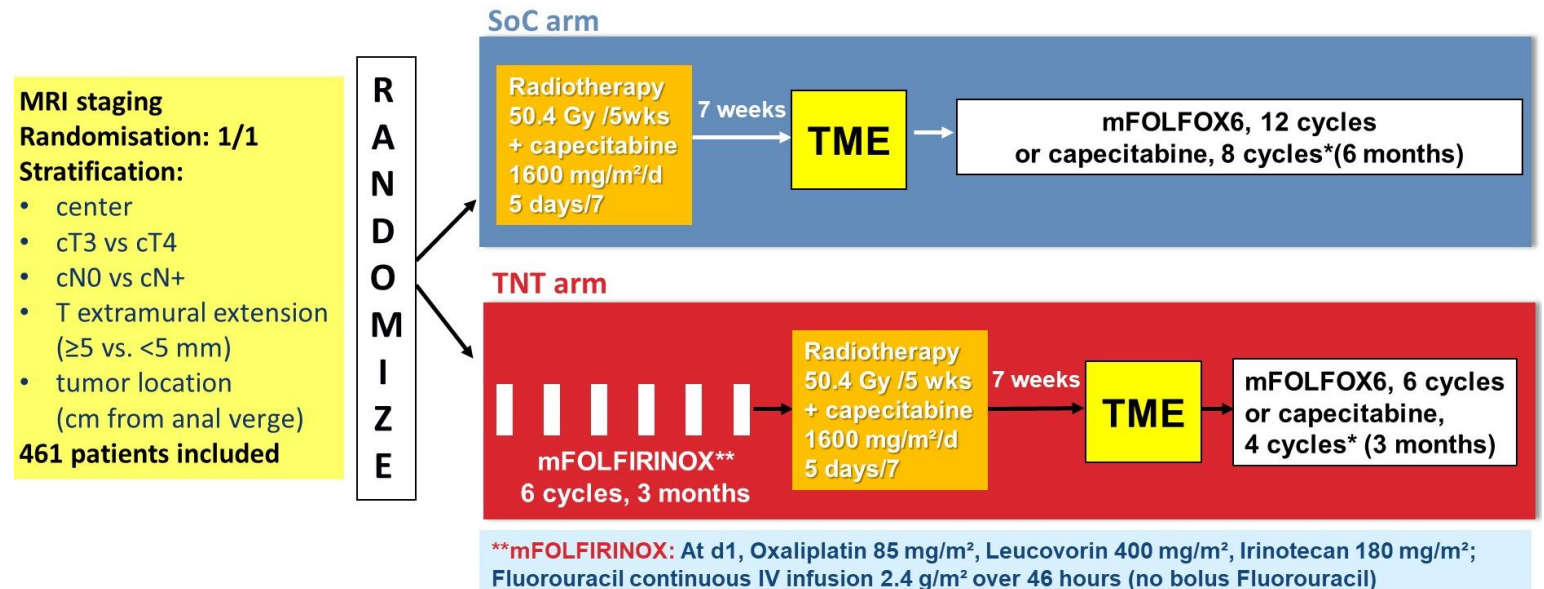 MRI staging
Randomisation: 1/1
Stratification:
• center
• cT3 vs cT4
• cN0 vs cN+
• T extramural extension
(≥5 vs. <5 mm)
• tumor location
(cm from anal verge)
461 patients included
R
A
N
D
O
M
I
Z
E
SoC arm
Radiotherapy
50.4 Gy /5wks
+ capecitabine
1600 mg/m²/d
5 days/7
7 weeks
TME
mFOLFOX6, 12 cycles
or capecitabine, 8 cycles*(6 months)
TNT arm
mFOLFIRINOX**
6 cycles, 3 months
Radiotherapy
50.4 Gy /5 wks
+ capecitabine
1600 mg/m²/d
5 days/7
7 weeks
TME
mFOLFOX6, 6 cycles
or capecitabine,
4 cycles* (3 months)
**mFOLFIRINOX: At d1, Oxaliplatin 85 mg/m², Leucovorin 400 mg/m², Irinotecan 180 mg/m²;
Fluorouracil continuous IV infusion 2.4 g/m² over 46 hours (no bolus Fluorouracil)